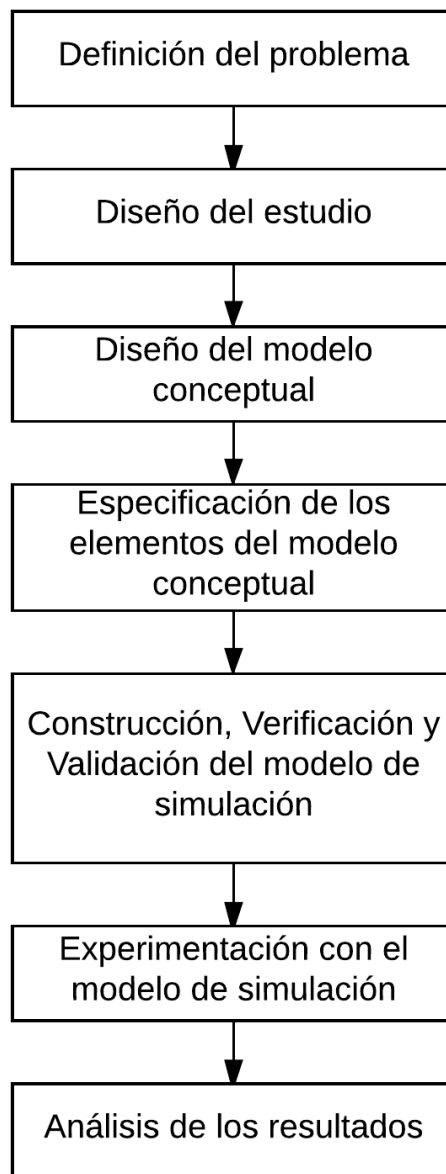 Definición del problema
Diseño del estudio
Diseño del modelo
conceptual
Especificación de los
elementos del modelo
conceptual
Construcción, Verificación y
Validación del modelo de
simulación
Experimentación con el
modelo de simulación
Análisis de los resultados